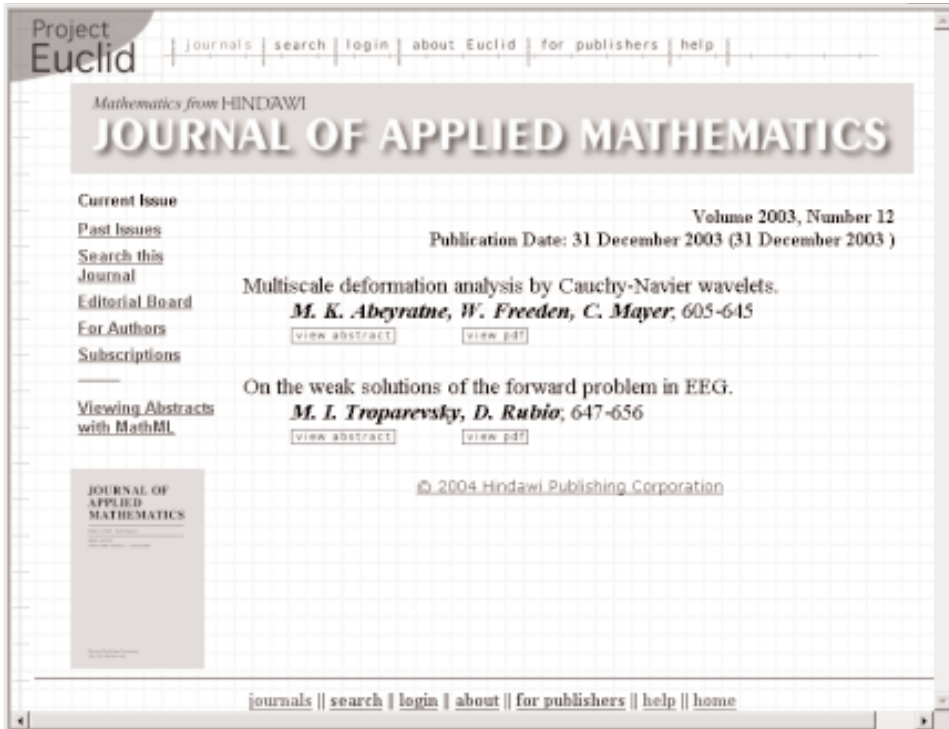 Project
Euclid
journals | search | login | about Euclid | for publishers | help |
Mathematics from HINDAWI
JOURNAL OF APPLIED MATHEMATICS
Current Issue
Past Issues
Search this
Journal
Editorial Board
For Authors
Subscriptions
Viewing Abstracts
with MathML
Volume 2003, Number 12
Publication Date: 31 December 2003 (31 December 2003 )
Multiscale deformation analysis by Cauchy-Navier wavelets.
M. K. Abeyratne, W. Freeden, C. Mayer; 605-645
view abstract view pdf
On the weak solutions of the forward problem in EEG.
M. I. Troparevsky, D. Rubio; 647-656
view abstract view pdf
© 2004 Hindawi Publishing Corporation
JOURNAL OF
APPLIED
MATHEMATICS
journals || search || login || about || for publishers || help || home